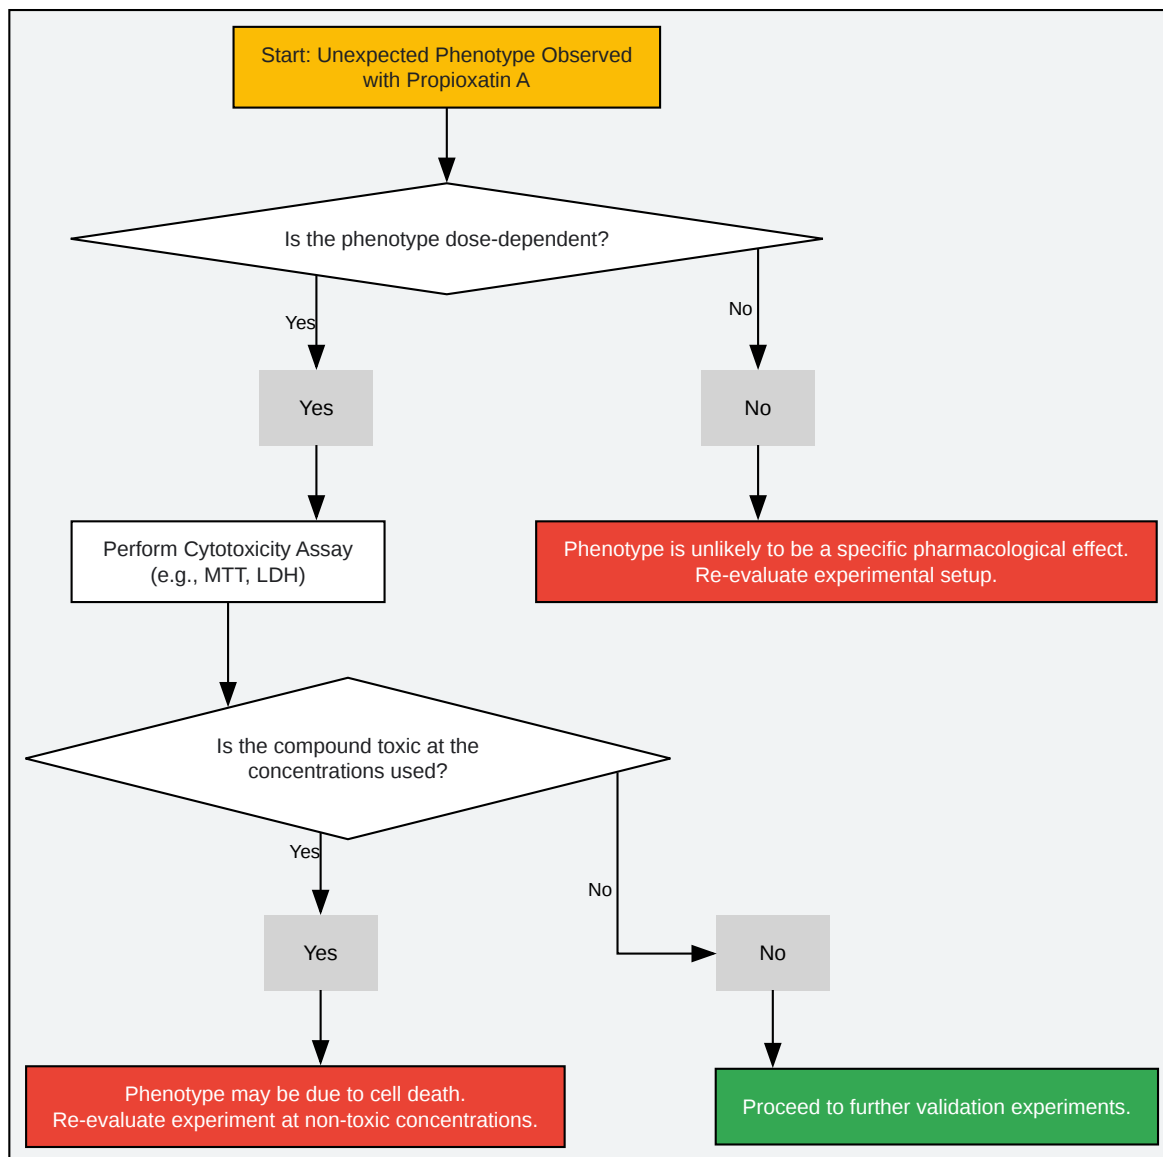 Start: Unexpected Phenotype Observed
with Propioxatin A
Is the phenotype dose-dependent?
Yes
No
Yes
No
Perform Cytotoxicity Assay
(e.g., MTT, LDH)
Phenotype is unlikely to be a specific pharmacological effect.
Re-evaluate experimental setup.
Is the compound toxic at the
concentrations used?
Yes
No
Yes
No
Phenotype may be due to cell death.
Re-evaluate experiment at non-toxic concentrations.
Proceed to further validation experiments.